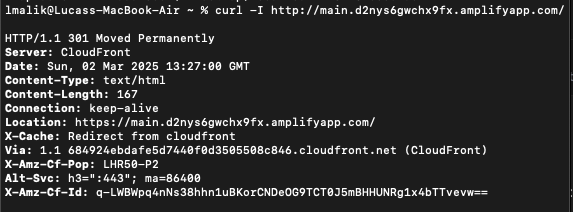 lmalik@Lucass-MacBook-Air ~ % curl -I http://main.d2nys6gwchx9fx.amplifyapp.com/
HTTP/1.1 301 Moved Permanently
Server: CloudFront
Date: Sun, 02 Mar 2025 13:27:00 GMT
Content-Type: text/html
Content-Length: 167
Connection: keep-alive
Location: https://main.d2nys6gwchx9fx.amplifyapp.com/
X-Cache: Redirect from cloudfront
Via: 1.1 684924ebdafe5d7440f0d3505508c846.cloudfront.net (CloudFront)
X-Amz-Cf-Pop: LHR50-P2
Alt-Svc: h3=":443"; ma=86400
X-Amz-Cf-Id: q-LWBWpq4nNs38hhn1uBKorCNDeOG9TCT0J5mBHHUNRg1x4bTTvevw==